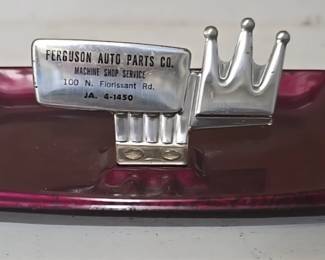 FERGUSON AUTO PARTS CO.
MACHINE SHOP SERVICE
100 N. Florissant Rd.
JA. 4-1450